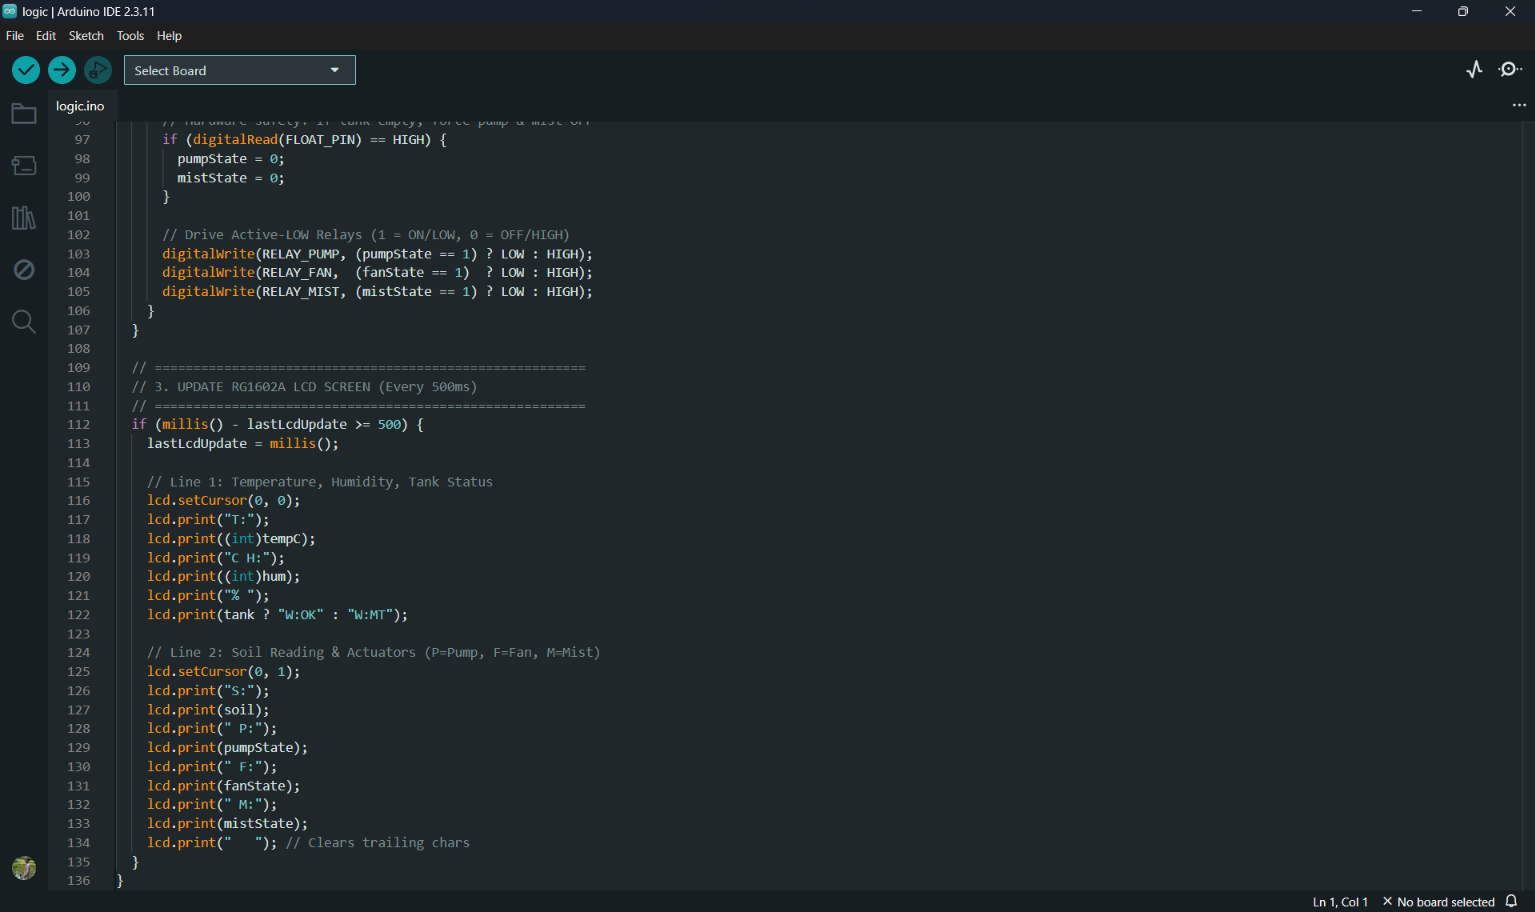 logic | Arduino IDE 2.3.11
File Edit Sketch Tools Help
Select Board
logic.ino
97 if (digitalRead(FLOAT_PIN) == HIGH) {
98 pumpState = 0;
99 mistState = 0;
100 }
101
102 // Drive Active-LOW Relays (1 = ON/LOW, 0 = OFF/HIGH)
103 digitalWrite(RELAY_PUMP, (pumpState == 1) ? LOW : HIGH);
104 digitalWrite(RELAY_FAN,  (fanState == 1)  ? LOW : HIGH);
105 digitalWrite(RELAY_MIST, (mistState == 1) ? LOW : HIGH);
106 }
107 }
108
109 // ========================================================
110 // 3. UPDATE RG1602A LCD SCREEN (Every 500ms)
111 // ========================================================
112 if (millis() - lastLcdUpdate >= 500) {
113 lastLcdUpdate = millis();
114
115 // Line 1: Temperature, Humidity, Tank Status
116 lcd.setCursor(0, 0);
117 lcd.print("T:");
118 lcd.print((int)tempC);
119 lcd.print("C H:");
120 lcd.print((int)hum);
121 lcd.print("% ");
122 lcd.print(tank ? "W:OK" : "W:MT");
123
124 // Line 2: Soil Reading & Actuators (P=Pump, F=Fan, M=Mist)
125 lcd.setCursor(0, 1);
126 lcd.print("S:");
127 lcd.print(soil);
128 lcd.print(" P:");
129 lcd.print(pumpState);
130 lcd.print(" F:");
131 lcd.print(fanState);
132 lcd.print(" M:");
133 lcd.print(mistState);
134 lcd.print("   "); // Clears trailing chars
135 }
136 }
Ln 1, Col 1 × No board selected